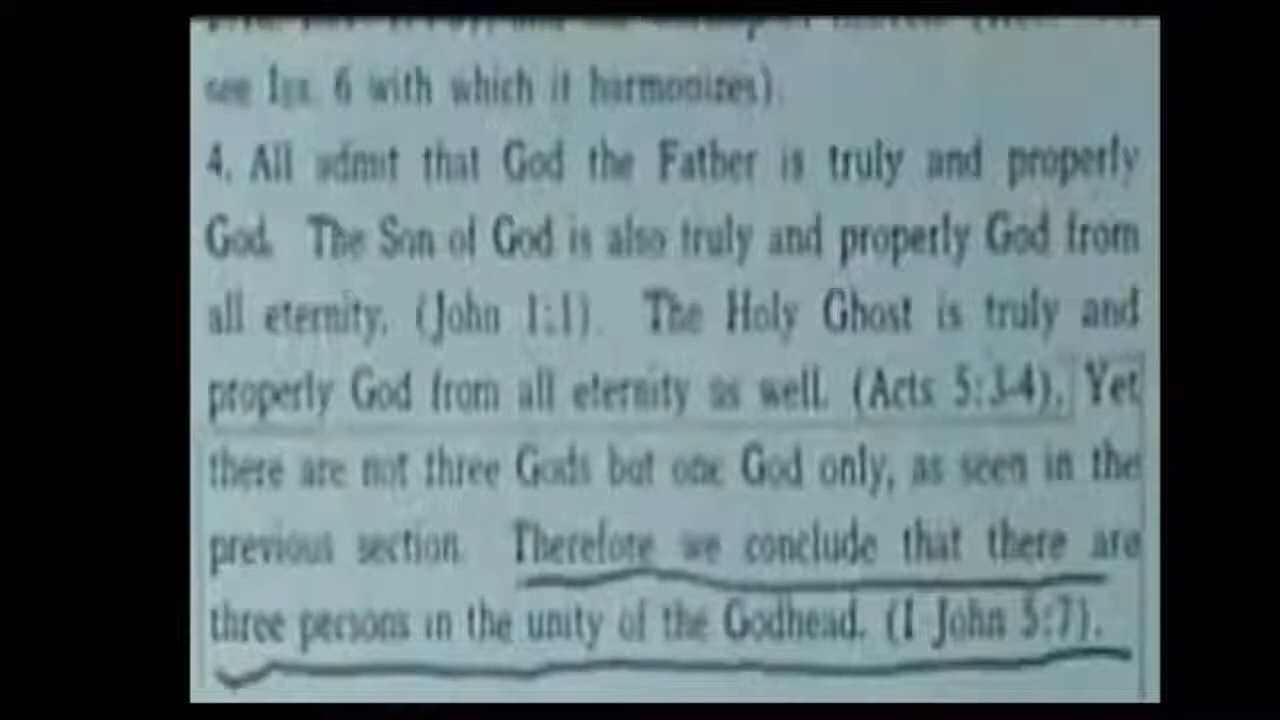 see Isa. 6 with which it harmonizes).
4. All admit that God the Father is truly and properly
God. The Son of God is also truly and properly God from
all eternity. (John 1:1). The Holy Ghost is truly and
properly God from all eternity as well. (Acts 5:3-4). Yet
there are not three Gods but one God only, as seen in the
previous section. Therefore we conclude that there are
three persons in the unity of the Godhead. (I John 5:7).